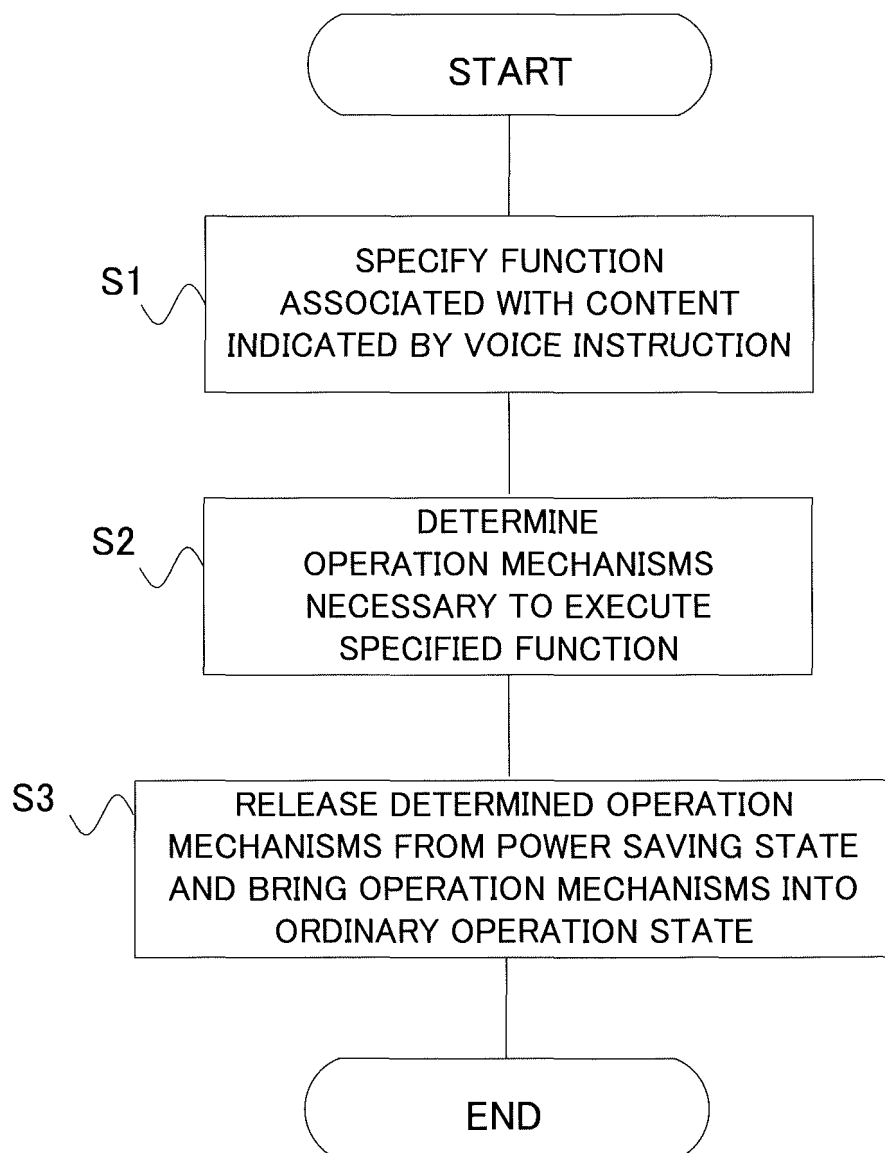 START
S1
SPECIFY FUNCTION
ASSOCIATED WITH CONTENT
INDICATED BY VOICE INSTRUCTION
S2
DETERMINE
OPERATION MECHANISMS
NECESSARY TO EXECUTE
SPECIFIED FUNCTION
S3
RELEASE DETERMINED OPERATION
MECHANISMS FROM POWER SAVING STATE
AND BRING OPERATION MECHANISMS INTO
ORDINARY OPERATION STATE
END